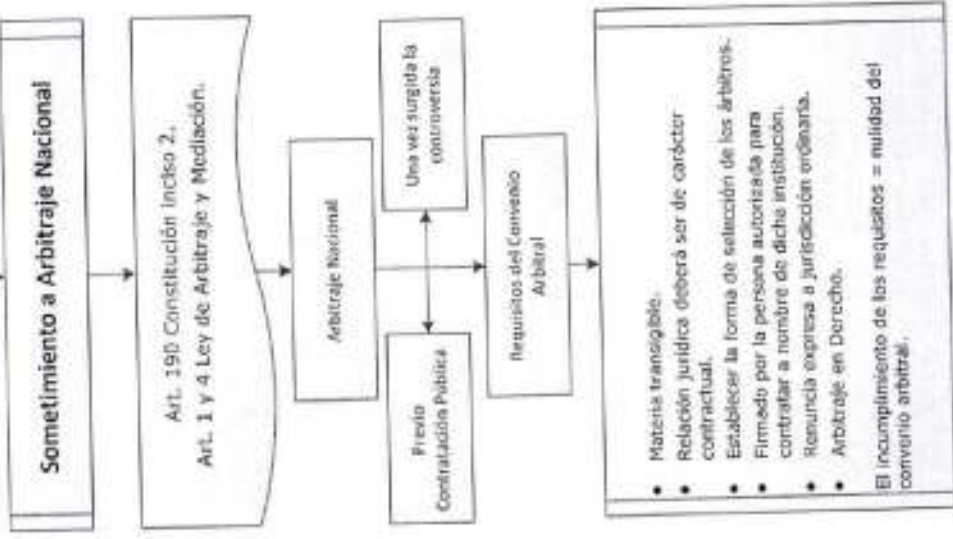 Sometimiento a Arbitraje Nacional
Art. 190 Constitución Inciso 2.
Art. 1 y 4 Ley de Arbitraje y Mediación.
Arbitraje Nacional
Previo
Contratación Pública
Una vez surgida la
controversia
Requisitos del Convenio
Arbitral
• Materia transigible.
• Relación jurídica deberá ser de carácter
contractual.
• Establecer la forma de selección de los árbitros.
• Firmado por la persona autorizada para
contratar a nombre de dicha institución.
• Renuncia expresa a jurisdicción ordinaria.
• Arbitraje en Derecho.
El incumplimiento de los requisitos = nulidad del
convenio arbitral.